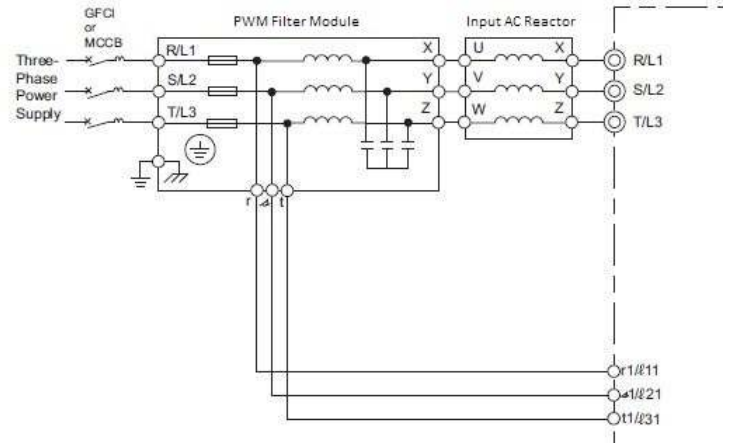 GFCI
or
MCCB
PWM Filter Module
Input AC Reactor
Three-
Phase
Power
Supply
R/L1
X
U
X
R/L1
S/L2
Y
V
Y
S/L2
T/L3
Z
W
Z
T/L3
r
t
r1/ℓ11
1/ℓ21
t1/ℓ31